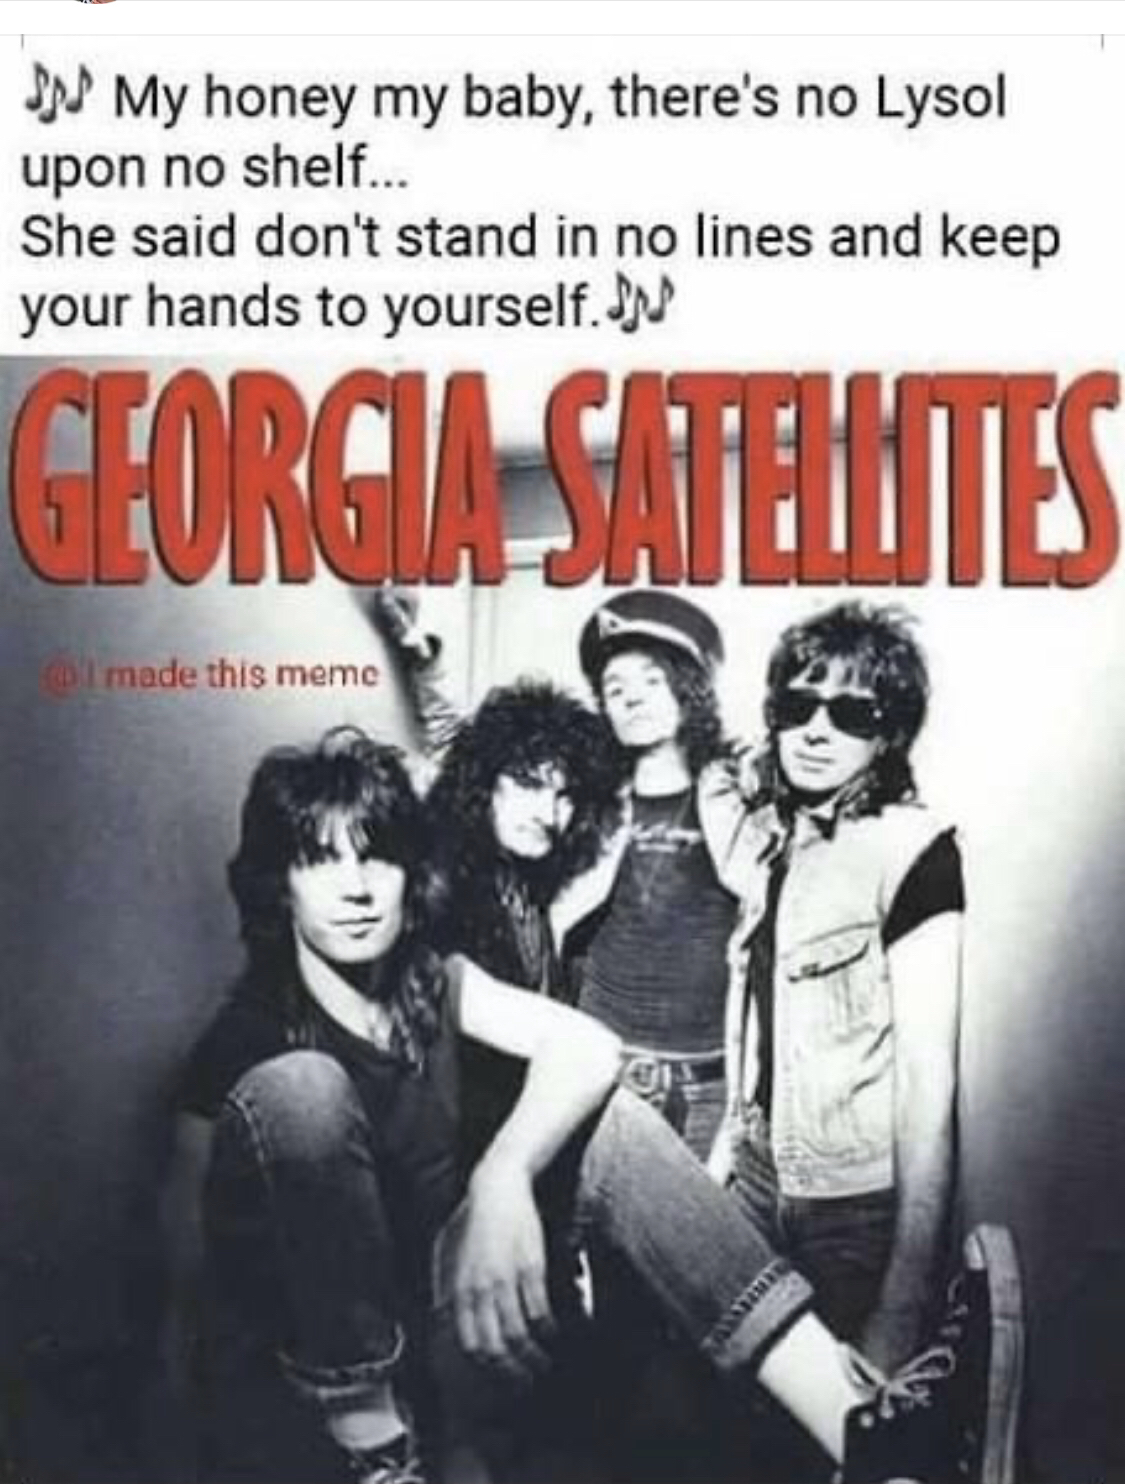 🎶 My honey my baby, there's no Lysol
upon no shelf...
She said don't stand in no lines and keep
your hands to yourself.🎶
GEORGIA SATELLITES
@ I made this meme